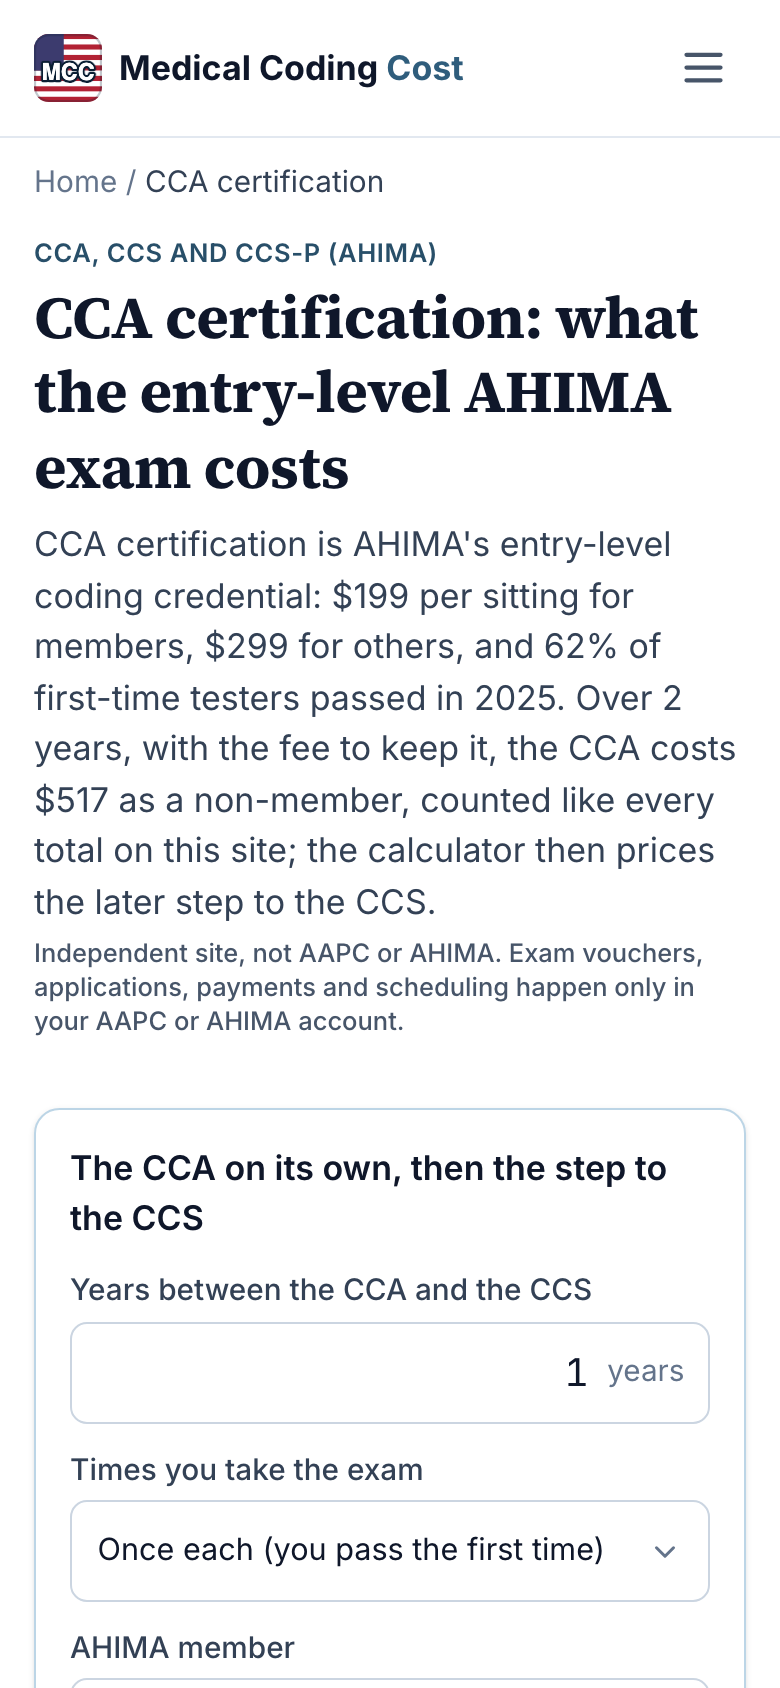 MCC
Medical Coding Cost
Home / CCA certification
CCA, CCS AND CCS-P (AHIMA)
CCA certification: what
the entry-level AHIMA
exam costs
CCA certification is AHIMA's entry-level
coding credential: $199 per sitting for
members, $299 for others, and 62% of
first-time testers passed in 2025. Over 2
years, with the fee to keep it, the CCA costs
$517 as a non-member, counted like every
total on this site; the calculator then prices
the later step to the CCS.
Independent site, not AAPC or AHIMA. Exam vouchers,
applications, payments and scheduling happen only in
your AAPC or AHIMA account.
The CCA on its own, then the step to
the CCS
Years between the CCA and the CCS
1 years
Times you take the exam
Once each (you pass the first time)
AHIMA member